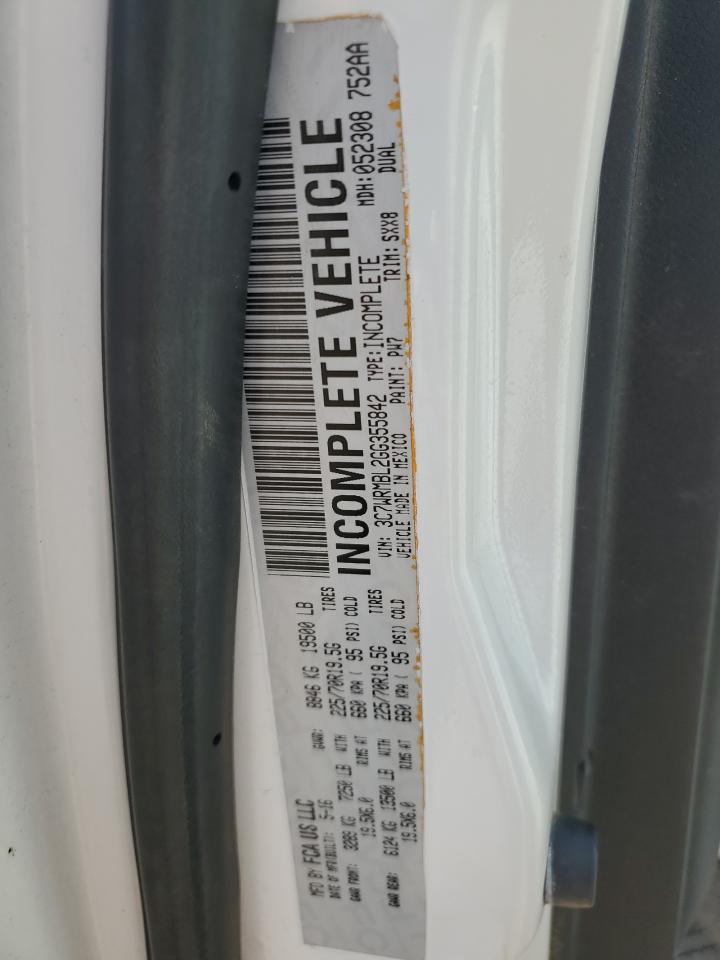 MFD BY FCA US LLC
DATE OF MFR(BUILT): 5-16 GVWR: 8846 KG 19500 LB
GAWR FRONT: 3289 KG 7250 LB WITH 225/70R19.5G TIRES
19.5X6.0 RIMS AT 660 KPA ( 95 PSI) COLD
GAWR REAR: 6124 KG 13500 LB WITH 225/70R19.5G TIRES
19.5X6.0 RIMS AT 660 KPA ( 95 PSI) COLD
INCOMPLETE VEHICLE
MDH:052308 752AA
VIN: 3C7WRMBL2GG355842 TYPE:INCOMPLETE DUAL
VEHICLE MADE IN MEXICO PAINT: PW7 TRIM: SXX8